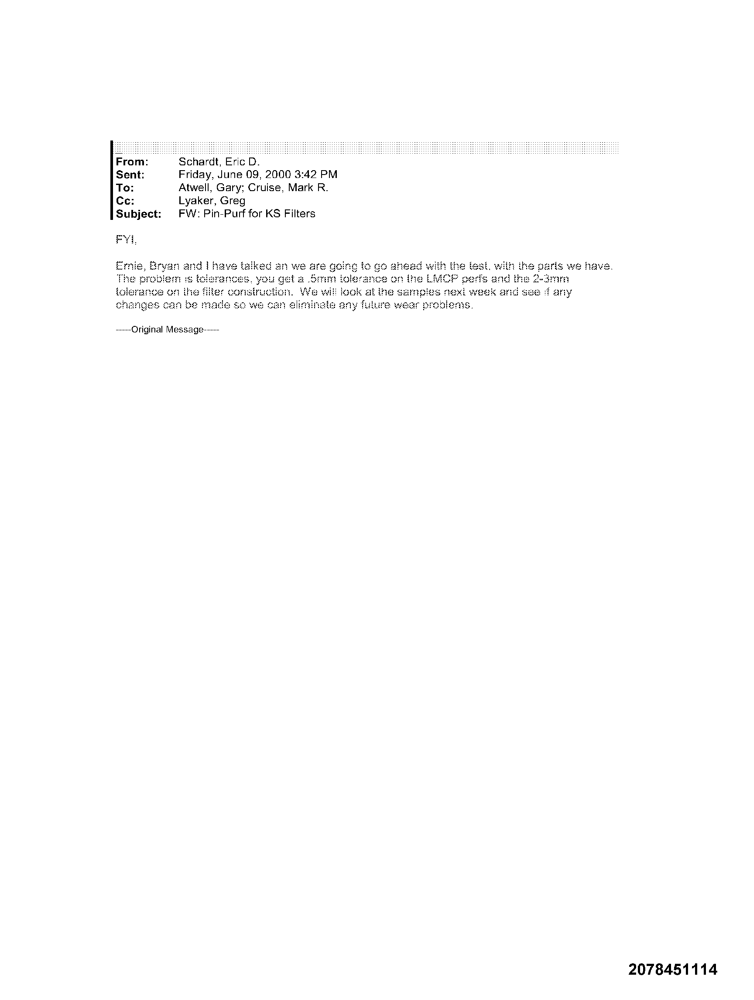 From: Schardt, Eric D.
Sent: Friday, June 09, 2000 3:42 PM
To: Atwell, Gary; Cruise, Mark R.
Cc: Lyaker, Greg
Subject: FW: Pin-Purf for KS Filters
FYI,
Ernie, Bryan and I have talked an we are going to go ahead with the test, with the parts we have.
The problem is tolerances, you get a .5mm tolerance on the LMCP perfs and the 2-3mm
tolerance on the filter construction. We will look at the samples next week and see if any
changes can be made so we can eliminate any future wear problems.
-----Original Message-----
2078451114